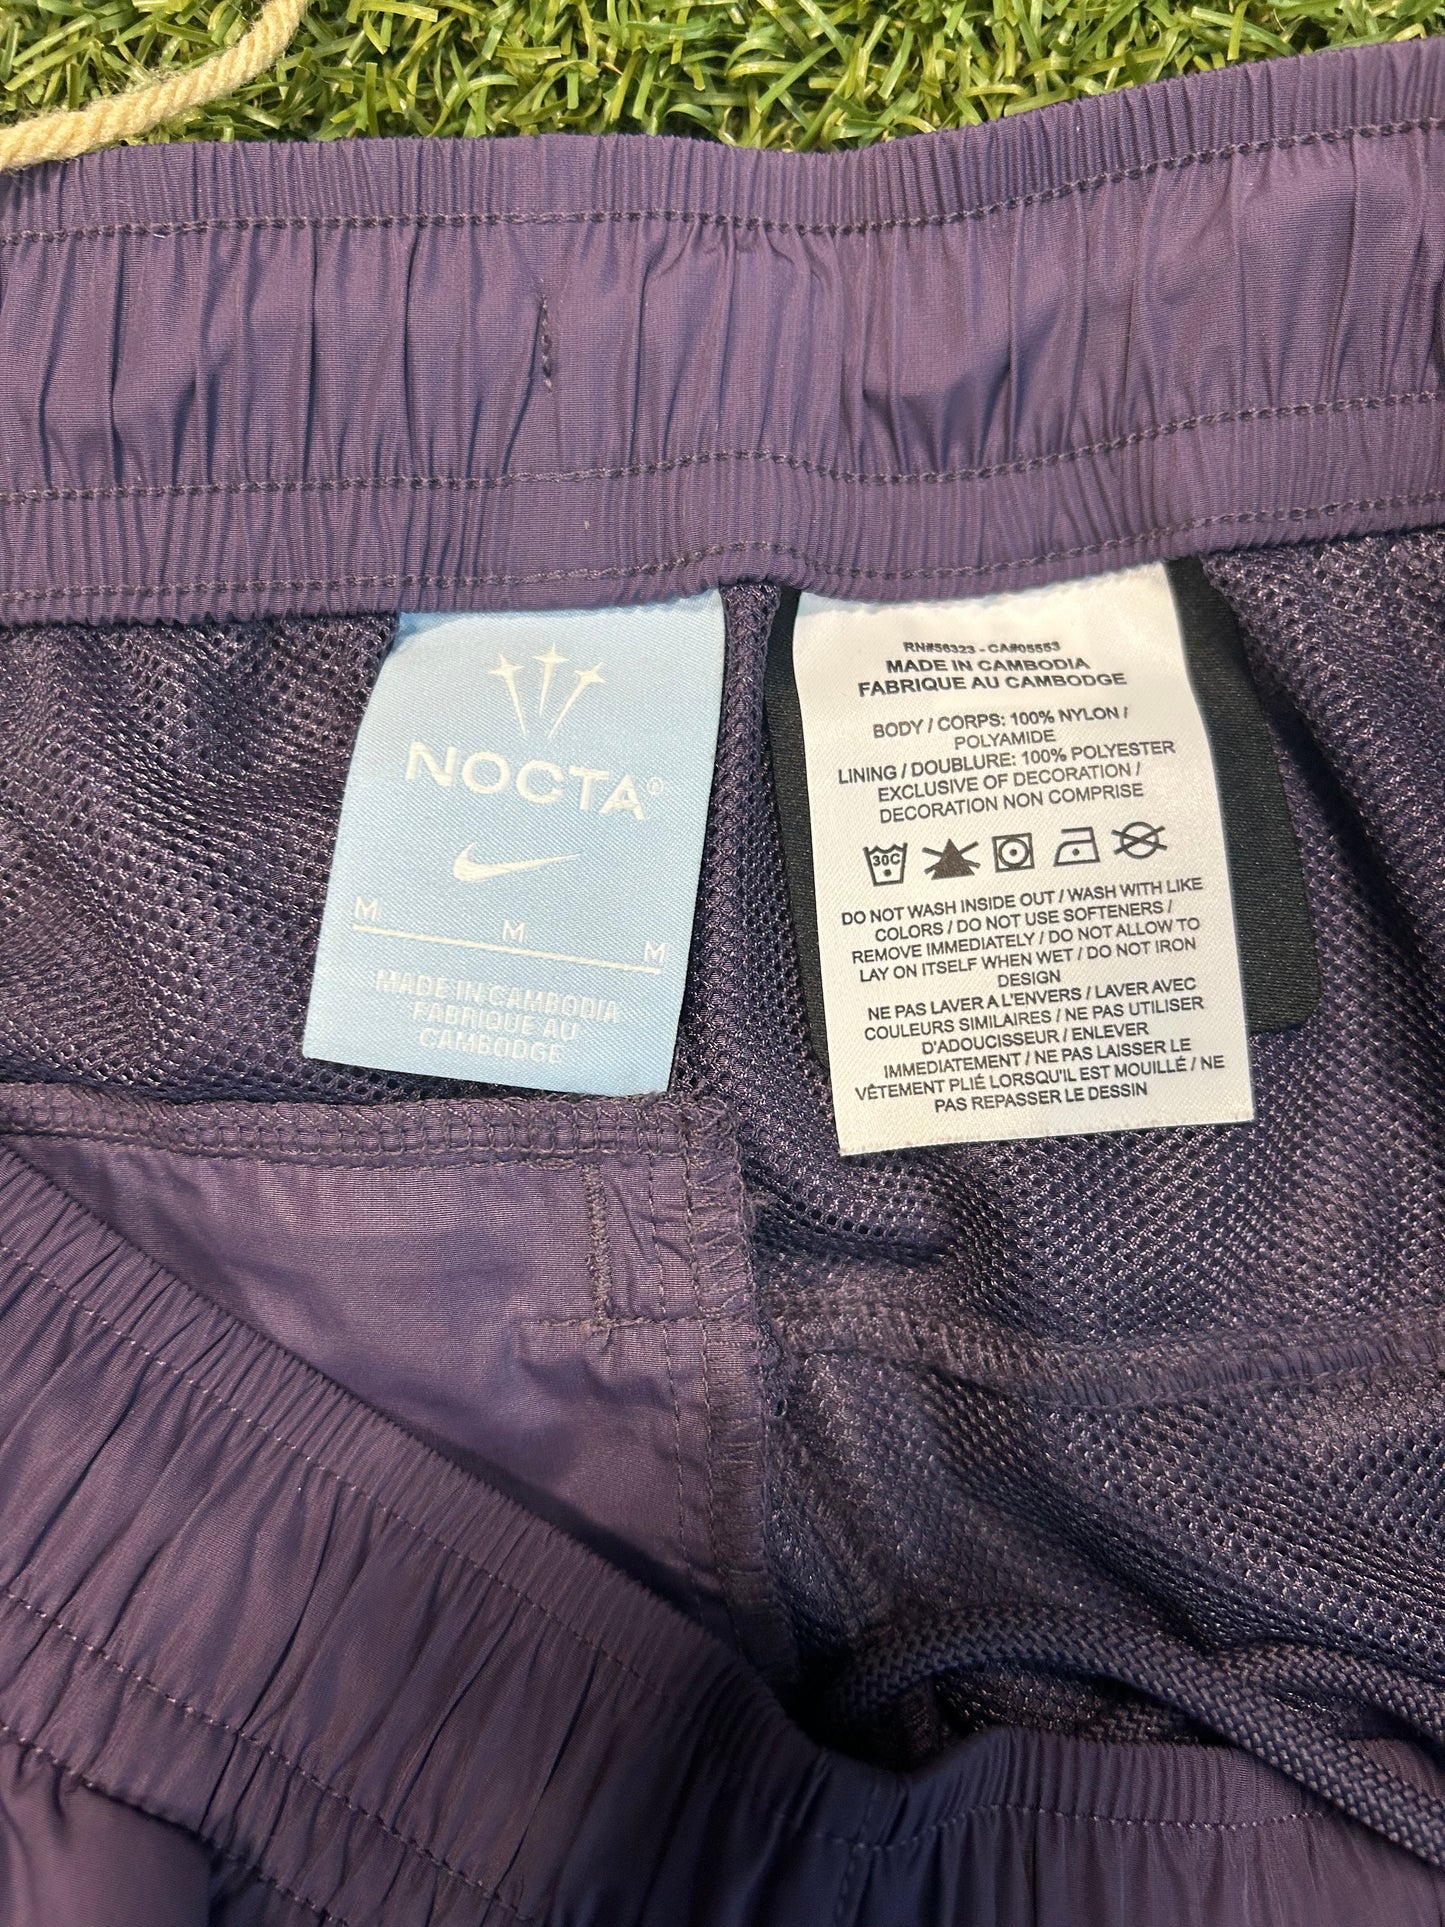 NOCTA®
M
M
M
MADE IN CAMBODIA
FABRIQUE AU
CAMBODGE
RN#56323 - CA#05553
MADE IN CAMBODIA
FABRIQUE AU CAMBODGE
BODY / CORPS: 100% NYLON /
POLYAMIDE
LINING / DOUBLURE: 100% POLYESTER
EXCLUSIVE OF DECORATION /
DECORATION NON COMPRISE
30C
DO NOT WASH INSIDE OUT / WASH WITH LIKE
COLORS / DO NOT USE SOFTENERS /
REMOVE IMMEDIATELY / DO NOT ALLOW TO
LAY ON ITSELF WHEN WET / DO NOT IRON
DESIGN
NE PAS LAVER A L'ENVERS / LAVER AVEC
COULEURS SIMILAIRES / NE PAS UTILISER
D'ADOUCISSEUR / ENLEVER
IMMEDIATEMENT / NE PAS LAISSER LE
VÊTEMENT PLIÉ LORSQU'IL EST MOUILLÉ / NE
PAS REPASSER LE DESSIN